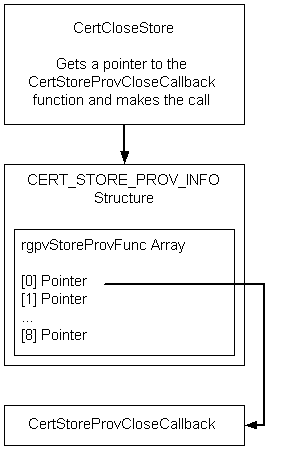 CertCloseStore
Gets a pointer to the
CertStoreProvCloseCallback
function and makes the call
CERT_STORE_PROV_INFO
Structure
rgpvStoreProvFunc Array
[0] Pointer
[1] Pointer
...
[8] Pointer
CertStoreProvCloseCallback